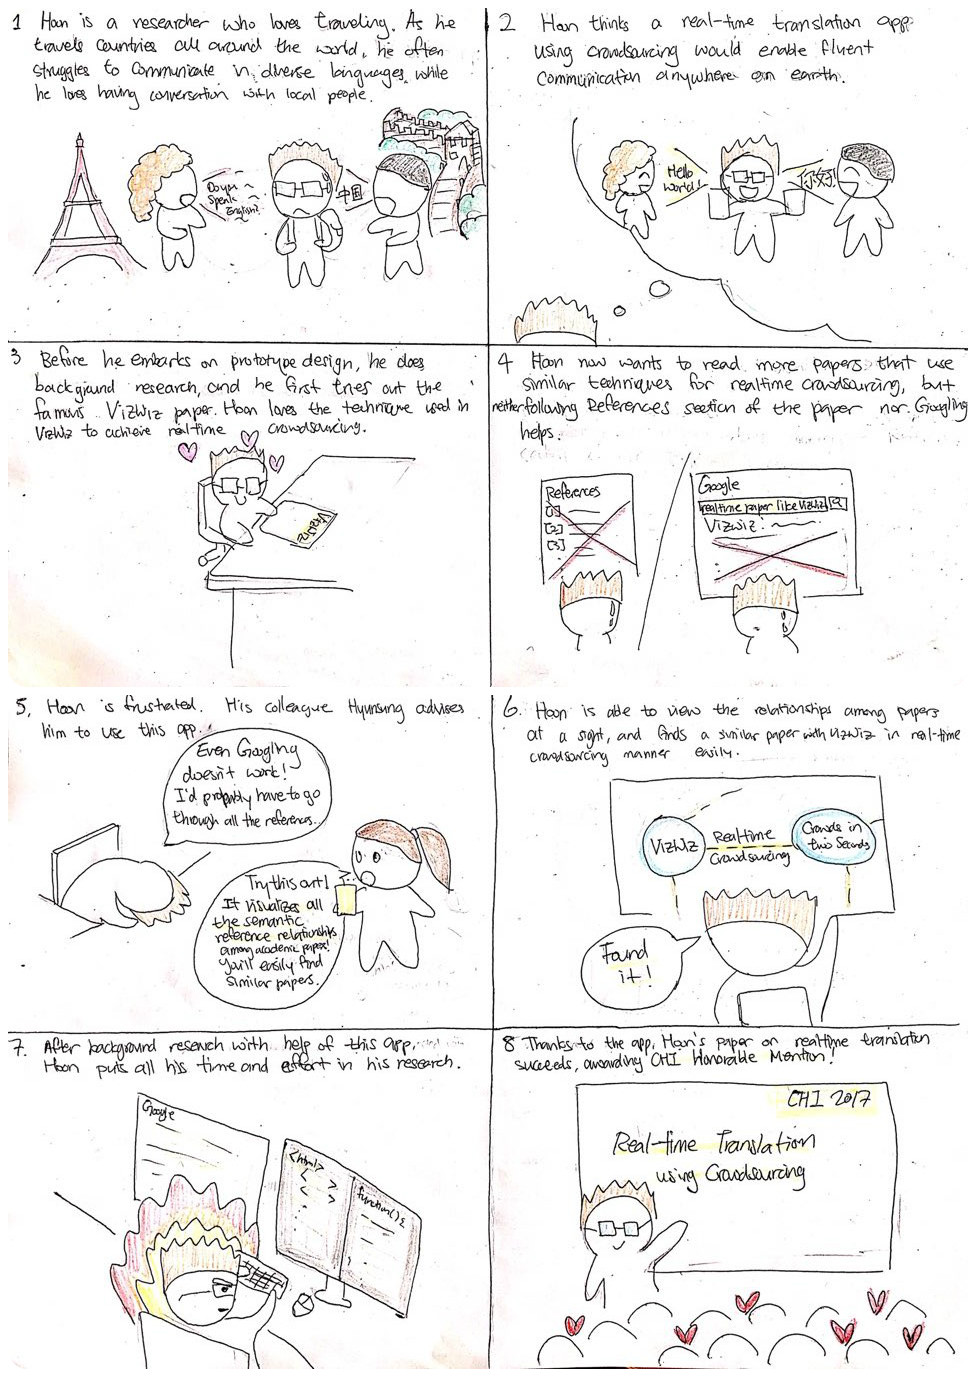 1 Hoon is a researcher who loves traveling. As he
travels countries all around the world, he often
struggles to communicate in diverse languages, while
he loves having conversation with local people.
Do you
Speak
English?
中国
2 Hoon thinks a real-time translation app
using crowdsourcing would enable fluent
communication anywhere on earth.
Hello
World!
你好!
3 Before he embarks on prototype design, he does
background research, and he first tries out the
famous VizWiz paper. Hoon loves the technique used in
VizWiz to achieve realtime crowdsourcing.
VizWiz
4 Hoon now wants to read more papers that use
similar techniques for realtime crowdsourcing, but
neither following References section of the paper nor Googling
helps.
References
[1]
[2]
[3]
Google
realtime paper like VizWiz
VizWiz:
5. Hoon is frustrated. His colleague Hyunsung advises
him to use this app.
Even Googling
doesn't work!
I'd probably have to go
through all the references.
Try this out!
It visualizes all
the semantic
reference relationships
among academic papers!
You'll easily find
similar papers.
6. Hoon is able to view the relationships among papers
at a sight, and finds a similar paper with VizWiz in real-time
crowdsourcing manner easily.
VizWiz
Real-time
Crowdsourcing
Crowds in
two Seconds
Found
it!
7. After background research with help of this app,
Hoon puts all his time and effort in his research.
Google
<html>
< >
< >
function() {
8 Thanks to the app, Hoon's paper on realtime translation
succeeds, awarding CHI Honorable Mention!
CHI 2017
Real-time Translation
using Crowdsourcing